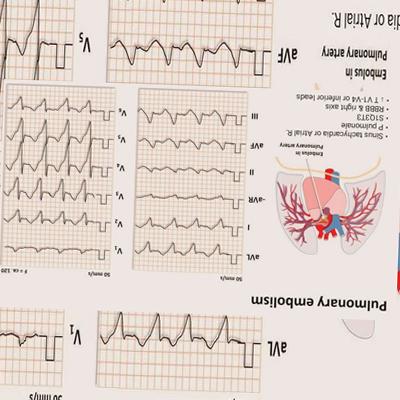 50 mm/s
aVL
V1
Pulmonary embolism
50 mm/s
50 mm/s
F = ca. 120
aVL
I
-aVR
II
aVF
III
V1
V2
V3
V4
V5
V6
Embolus in
Pulmonary artery
Sinus tachycardia or Atrial R.
• P pulmonale
S1Q3T3
RBBB & right axis
• ↓ T V1-V4 or inferior leads
Embolus in
Pulmonary artery
aVF
V5
dia or Atrial R.